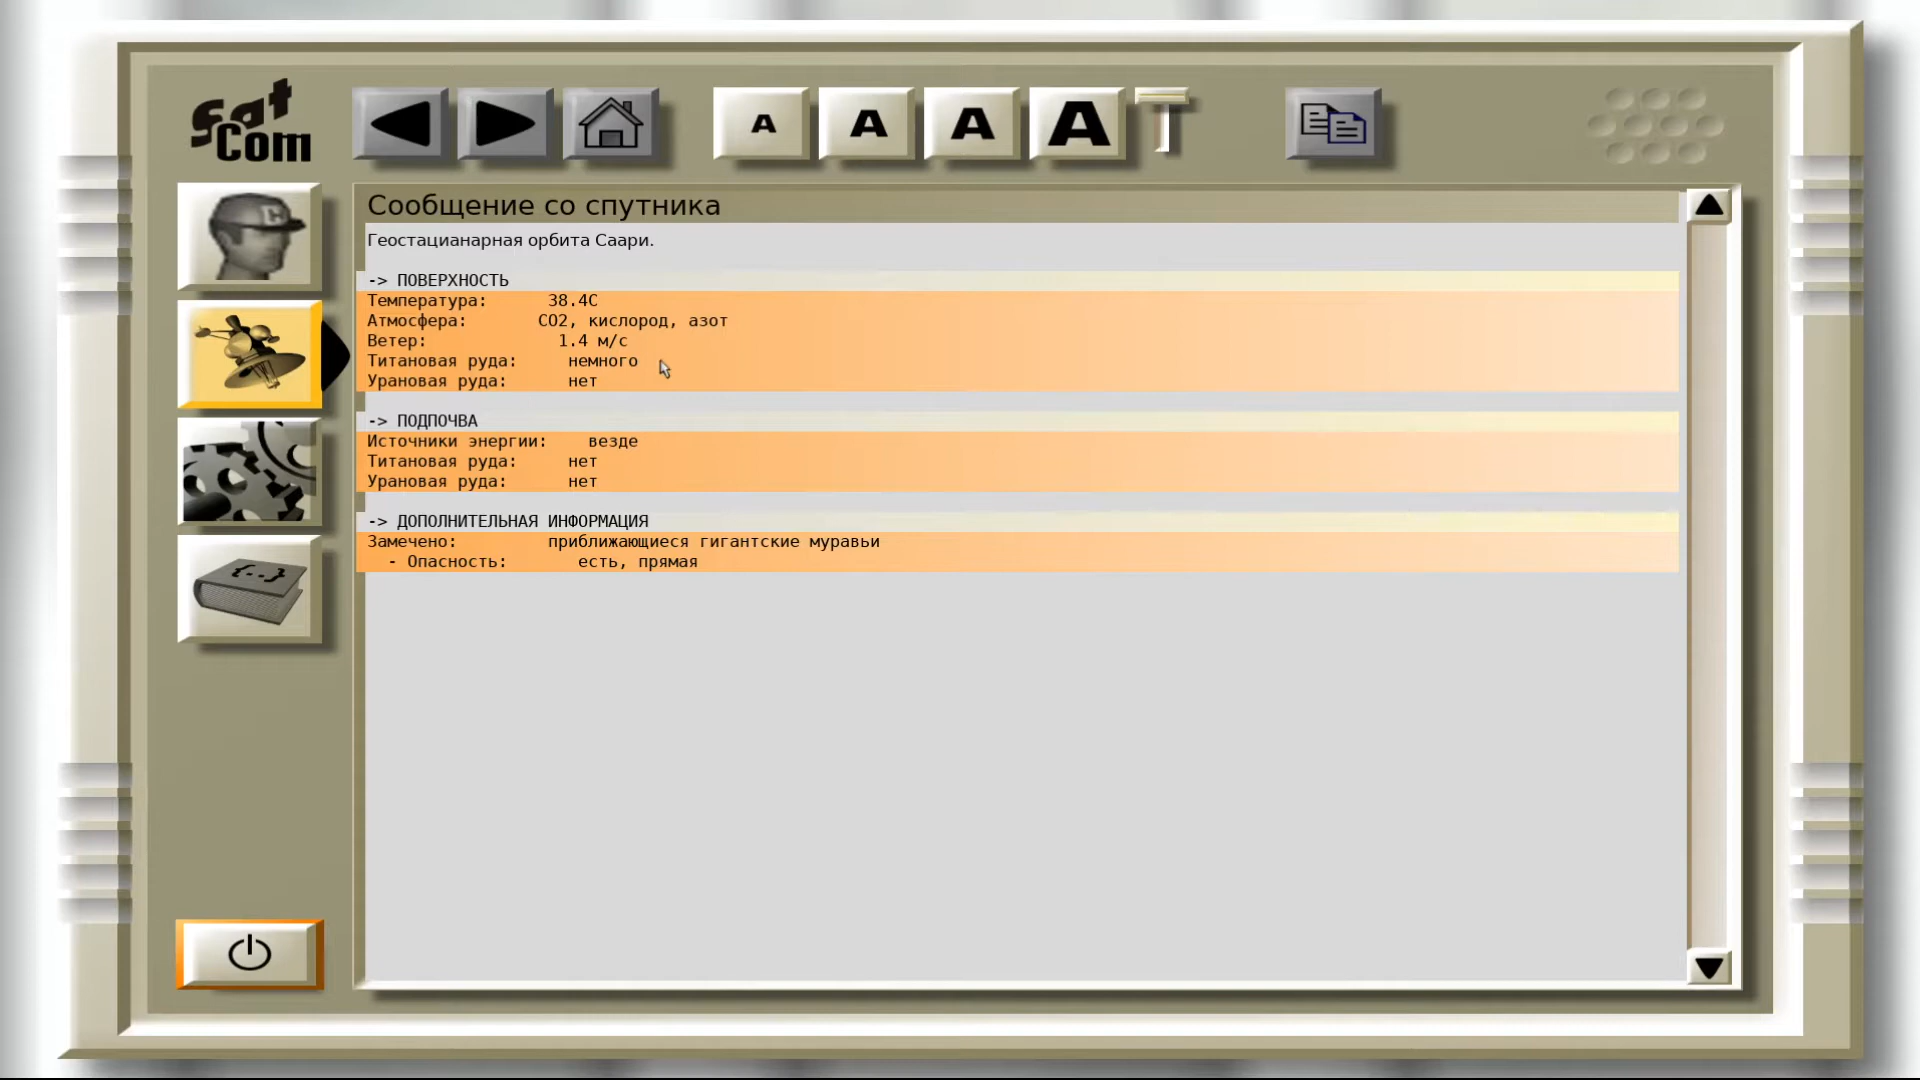 Sat
Com
A A A A T
Сообщение со спутника
Геостацианарная орбита Саари.
-> ПОВЕРХНОСТЬ
Температура: 38.4C
Атмосфера: CO2, кислород, азот
Ветер: 1.4 м/с
Титановая руда: немного
Урановая руда: нет
-> ПОДПОЧВА
Источники энергии: везде
Титановая руда: нет
Урановая руда: нет
-> ДОПОЛНИТЕЛЬНАЯ ИНФОРМАЦИЯ
Замечено: приближающиеся гигантские муравьи
- Опасность: есть, прямая
{--}